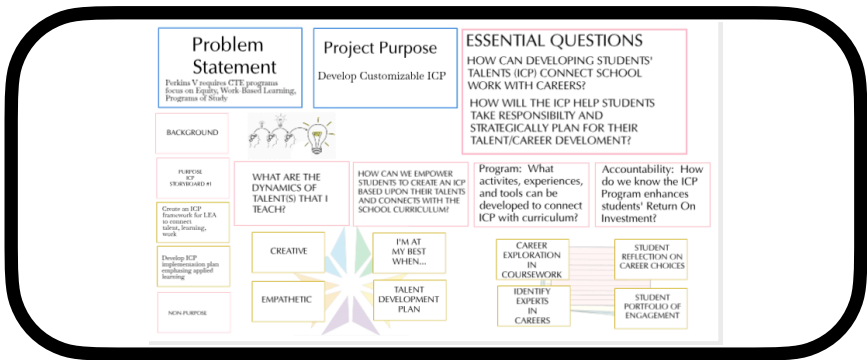 Problem
Statement
Perkins V requires CTE programs
focus on Equity, Work-Based Learning,
Programs of Study
Project Purpose
Develop Customizable ICP
ESSENTIAL QUESTIONS
HOW CAN DEVELOPING STUDENTS'
TALENTS (ICP) CONNECT SCHOOL
WORK WITH CAREERS?
HOW WILL THE ICP HELP STUDENTS
TAKE RESPONSIBILTY AND
STRATEGICALLY PLAN FOR THEIR
TALENT/CAREER DEVELOMENT?
BACKGROUND
PURPOSE
ICP
STORYBOARD #1
Create an ICP
framework for LEA
to connect
talent, learning,
work
Develop ICP
implementation plan
emphasing applied
learning
NON-PURPOSE
WHAT ARE THE
DYNAMICS OF
TALENT(S) THAT I
TEACH?
HOW CAN WE EMPOWER
STUDENTS TO CREATE AN ICP
BASED UPON THEIR TALENTS
AND CONNECTS WITH THE
SCHOOL CURRICULUM?
Program: What
activites, experiences,
and tools can be
developed to connect
ICP with curriculum?
Accountability: How
do we know the ICP
Program enhances
students' Return On
Investment?
CREATIVE
I'M AT
MY BEST
WHEN...
EMPATHETIC
TALENT
DEVELOPMENT
PLAN
CAREER
EXPLORATION
IN
COURSEWORK
STUDENT
REFLECTION ON
CAREER CHOICES
IDENTIFY
EXPERTS
IN
CAREERS
STUDENT
PORTFOLIO OF
ENGAGEMENT